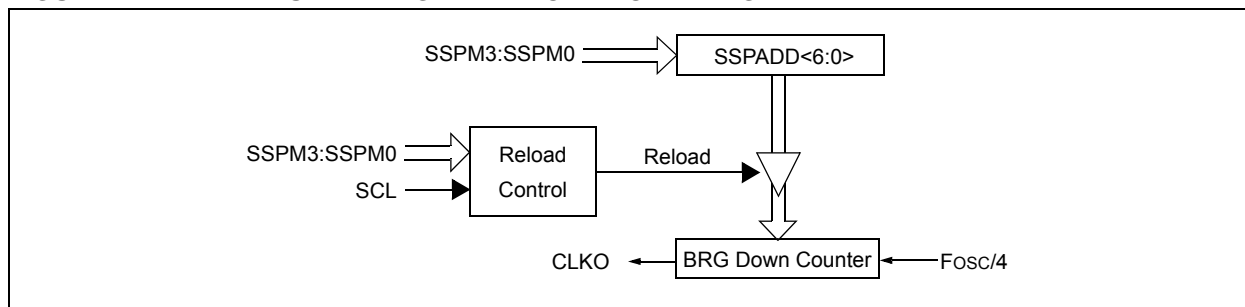 SSPM3:SSPM0
SSPADD<6:0>
SSPM3:SSPM0
Reload
Control
Reload
SCL
CLKO
BRG Down Counter
FOSC/4